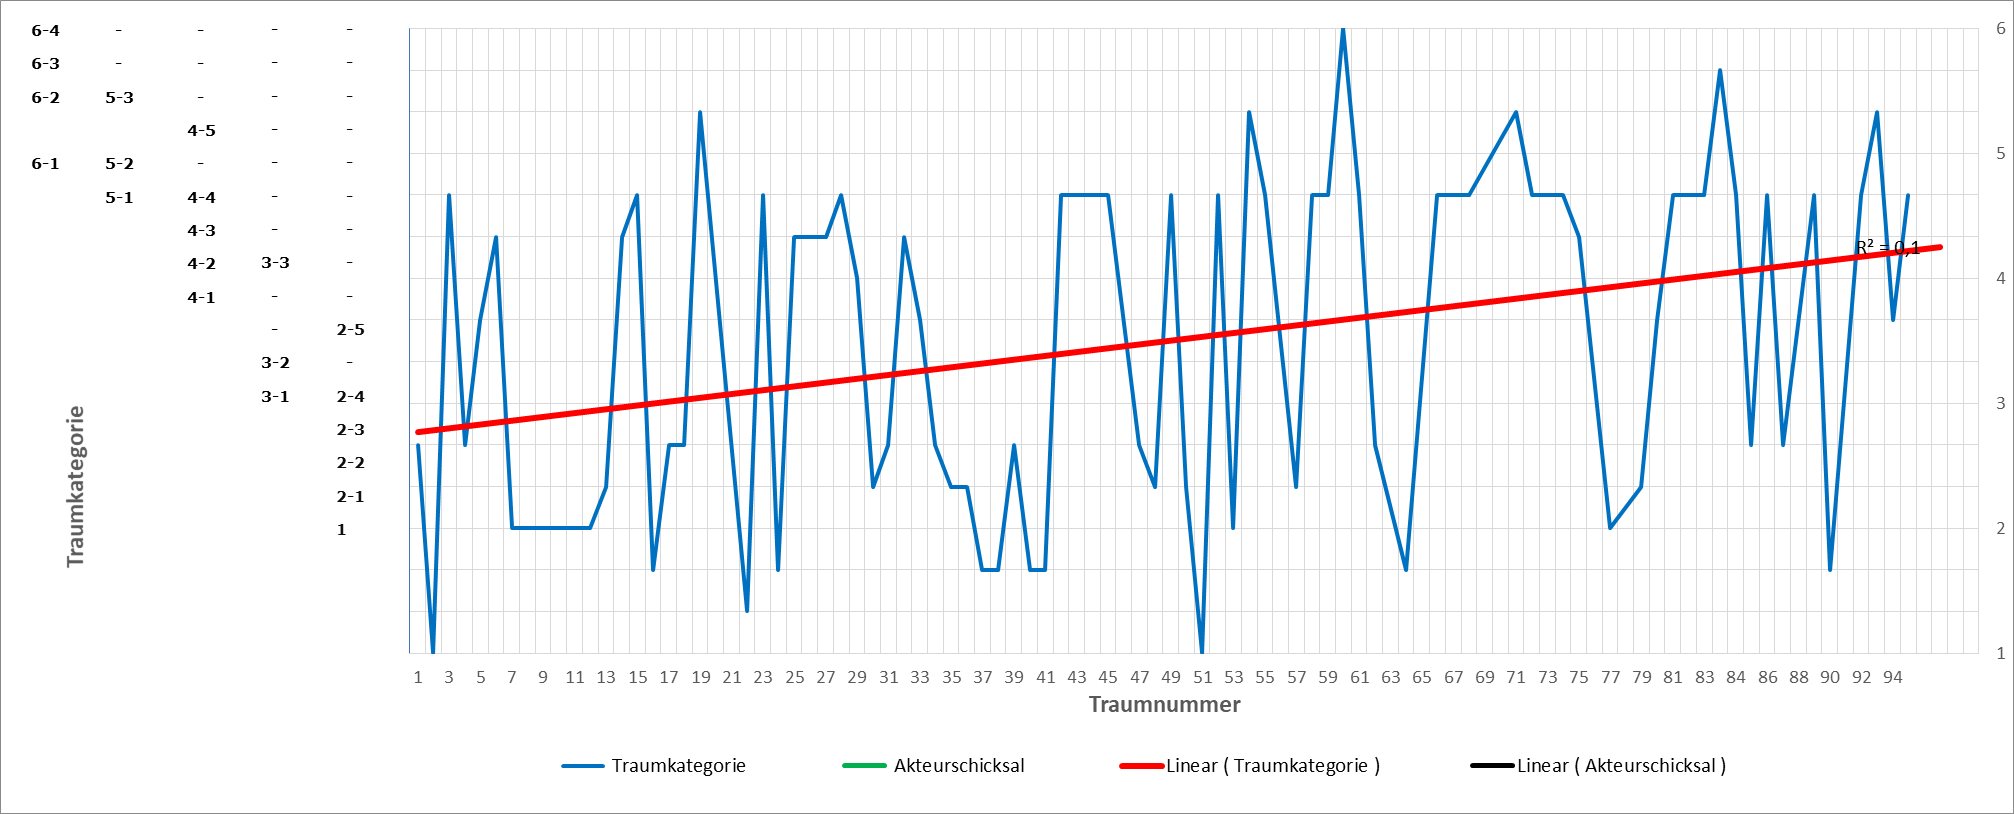 6-4 - - - - 6
6-3 - - - -
6-2 5-3 - - -
4-5 - -
6-1 5-2 - - - 5
5-1 4-4 - -
4-3 - -
4-2 3-3 -
R² = 0,1
4-1 - - 4
- 2-5
3-2 -
3-1 2-4 3
2-3
2-2
2-1
1 2
Traumkategorie
1
1 3 5 7 9 11 13 15 17 19 21 23 25 27 29 31 33 35 37 39 41 43 45 47 49 51 53 55 57 59 61 63 65 67 69 71 73 75 77 79 81 83 84 86 88 90 92 94
Traumnummer
Traumkategorie Akteurschicksal Linear ( Traumkategorie ) Linear ( Akteurschicksal )